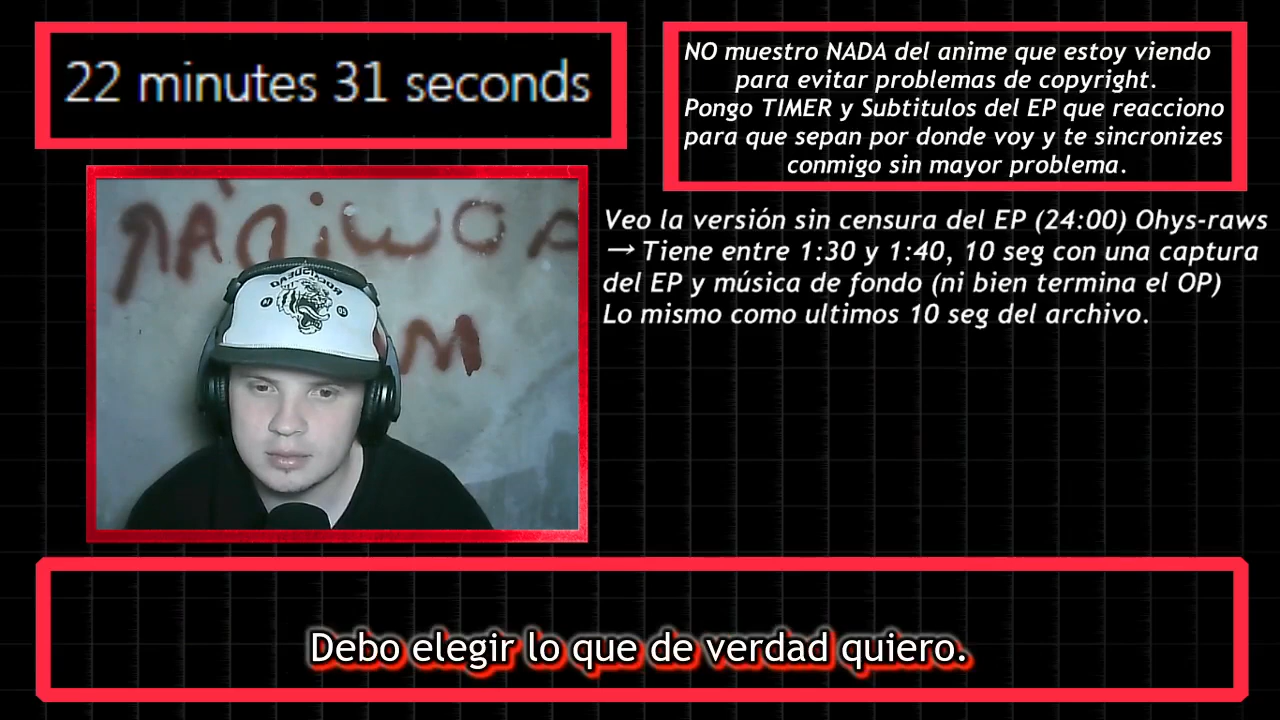 22 minutes 31 seconds
NO muestro NADA del anime que estoy viendo
para evitar problemas de copyright.
Pongo TIMER y Subtitulos del EP que reacciono
para que sepan por donde voy y te sincronizes
conmigo sin mayor problema.
Veo la versión sin censura del EP (24:00) Ohys-raws
→ Tiene entre 1:30 y 1:40, 10 seg con una captura
del EP y música de fondo (ni bien termina el OP)
Lo mismo como ultimos 10 seg del archivo.
Debo elegir lo que de verdad quiero.